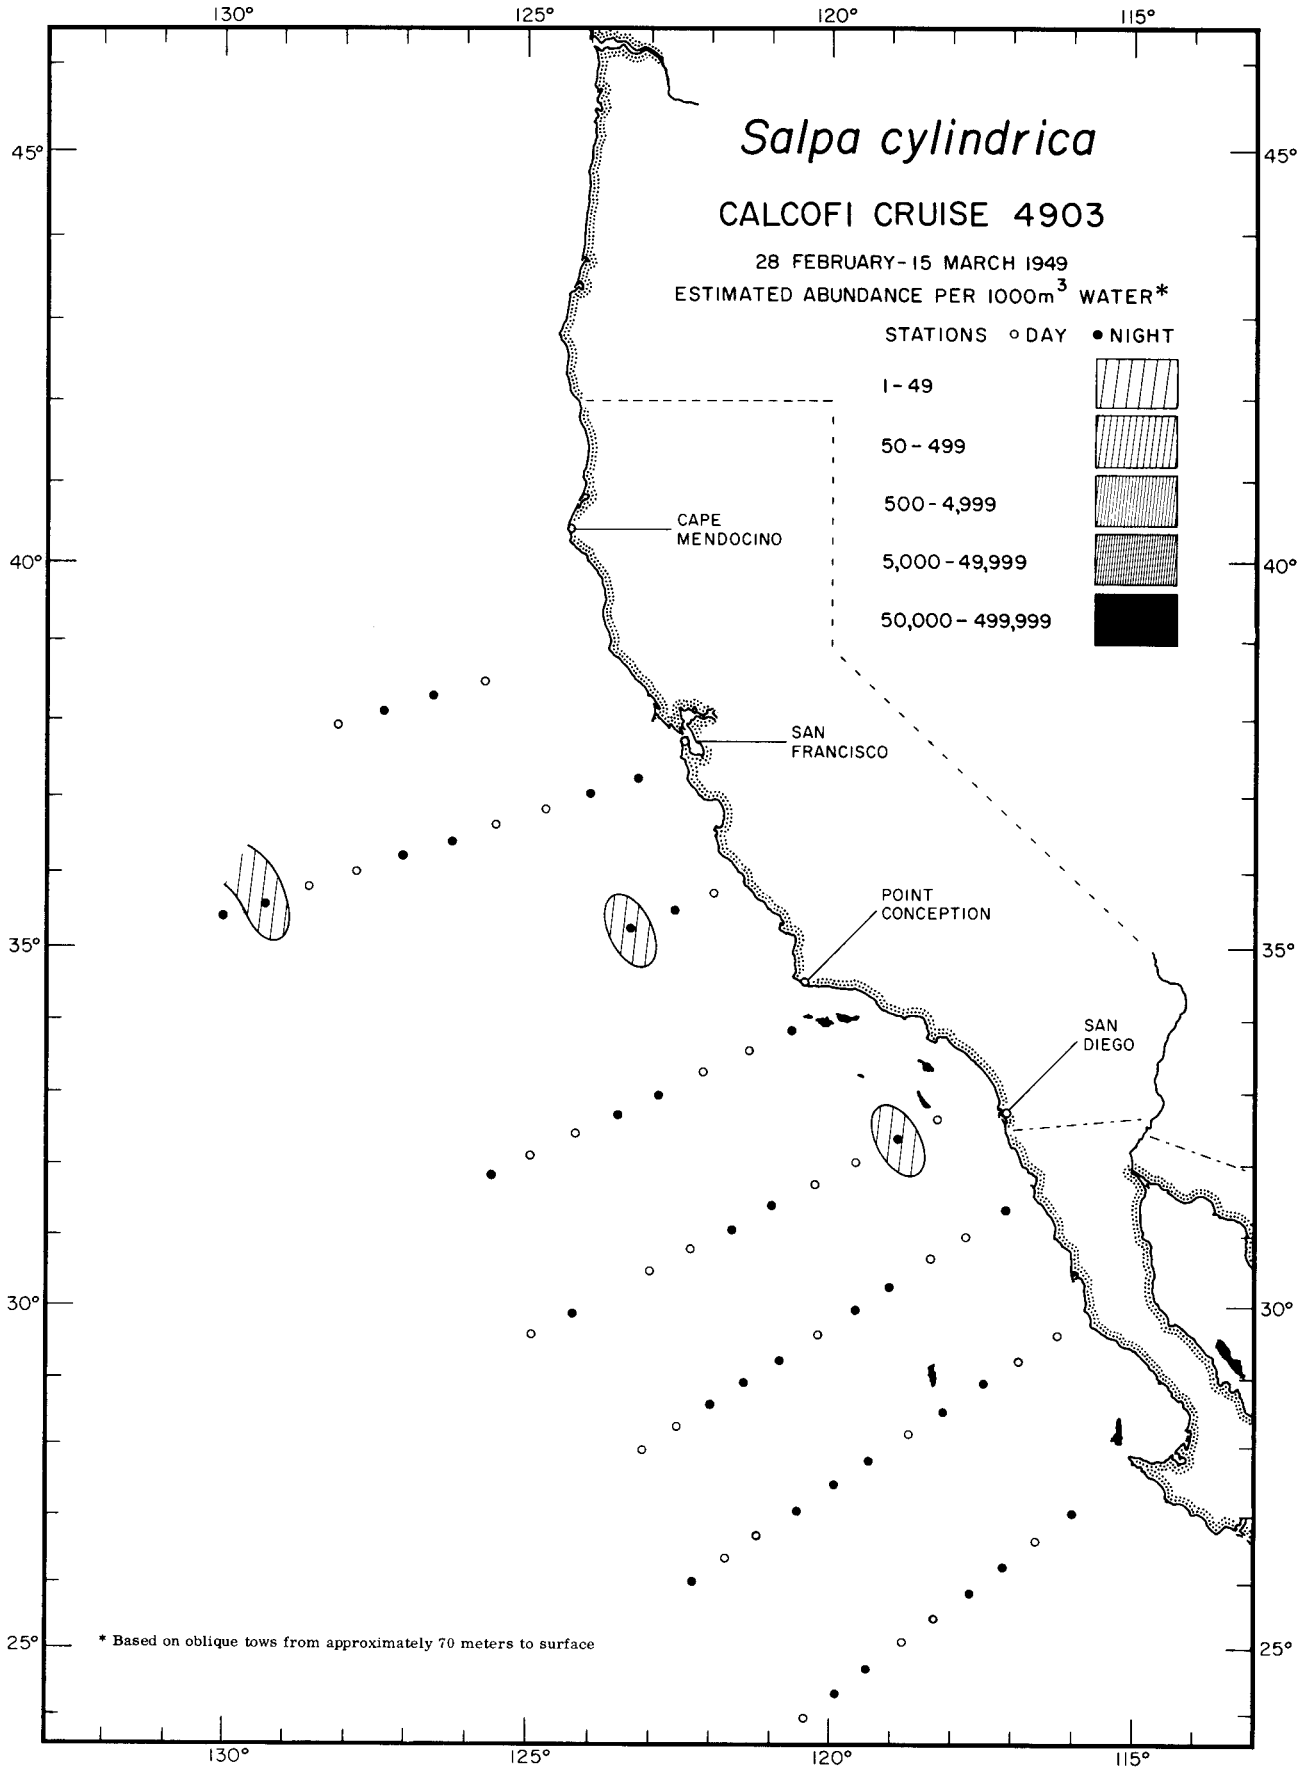 130° 125° 120° 115°
Salpa cylindrica
45° 45°
CALCOFI CRUISE 4903
28 FEBRUARY-15 MARCH 1949
ESTIMATED ABUNDANCE PER 1000m³ WATER*
STATIONS ○ DAY ● NIGHT
1-49
50-499
500-4,999
5,000-49,999
50,000-499,999
CAPE
MENDOCINO
40° 40°
SAN
FRANCISCO
POINT
CONCEPTION
35° 35°
SAN
DIEGO
30° 30°
* Based on oblique tows from approximately 70 meters to surface
25° 25°
130° 125° 120° 115°